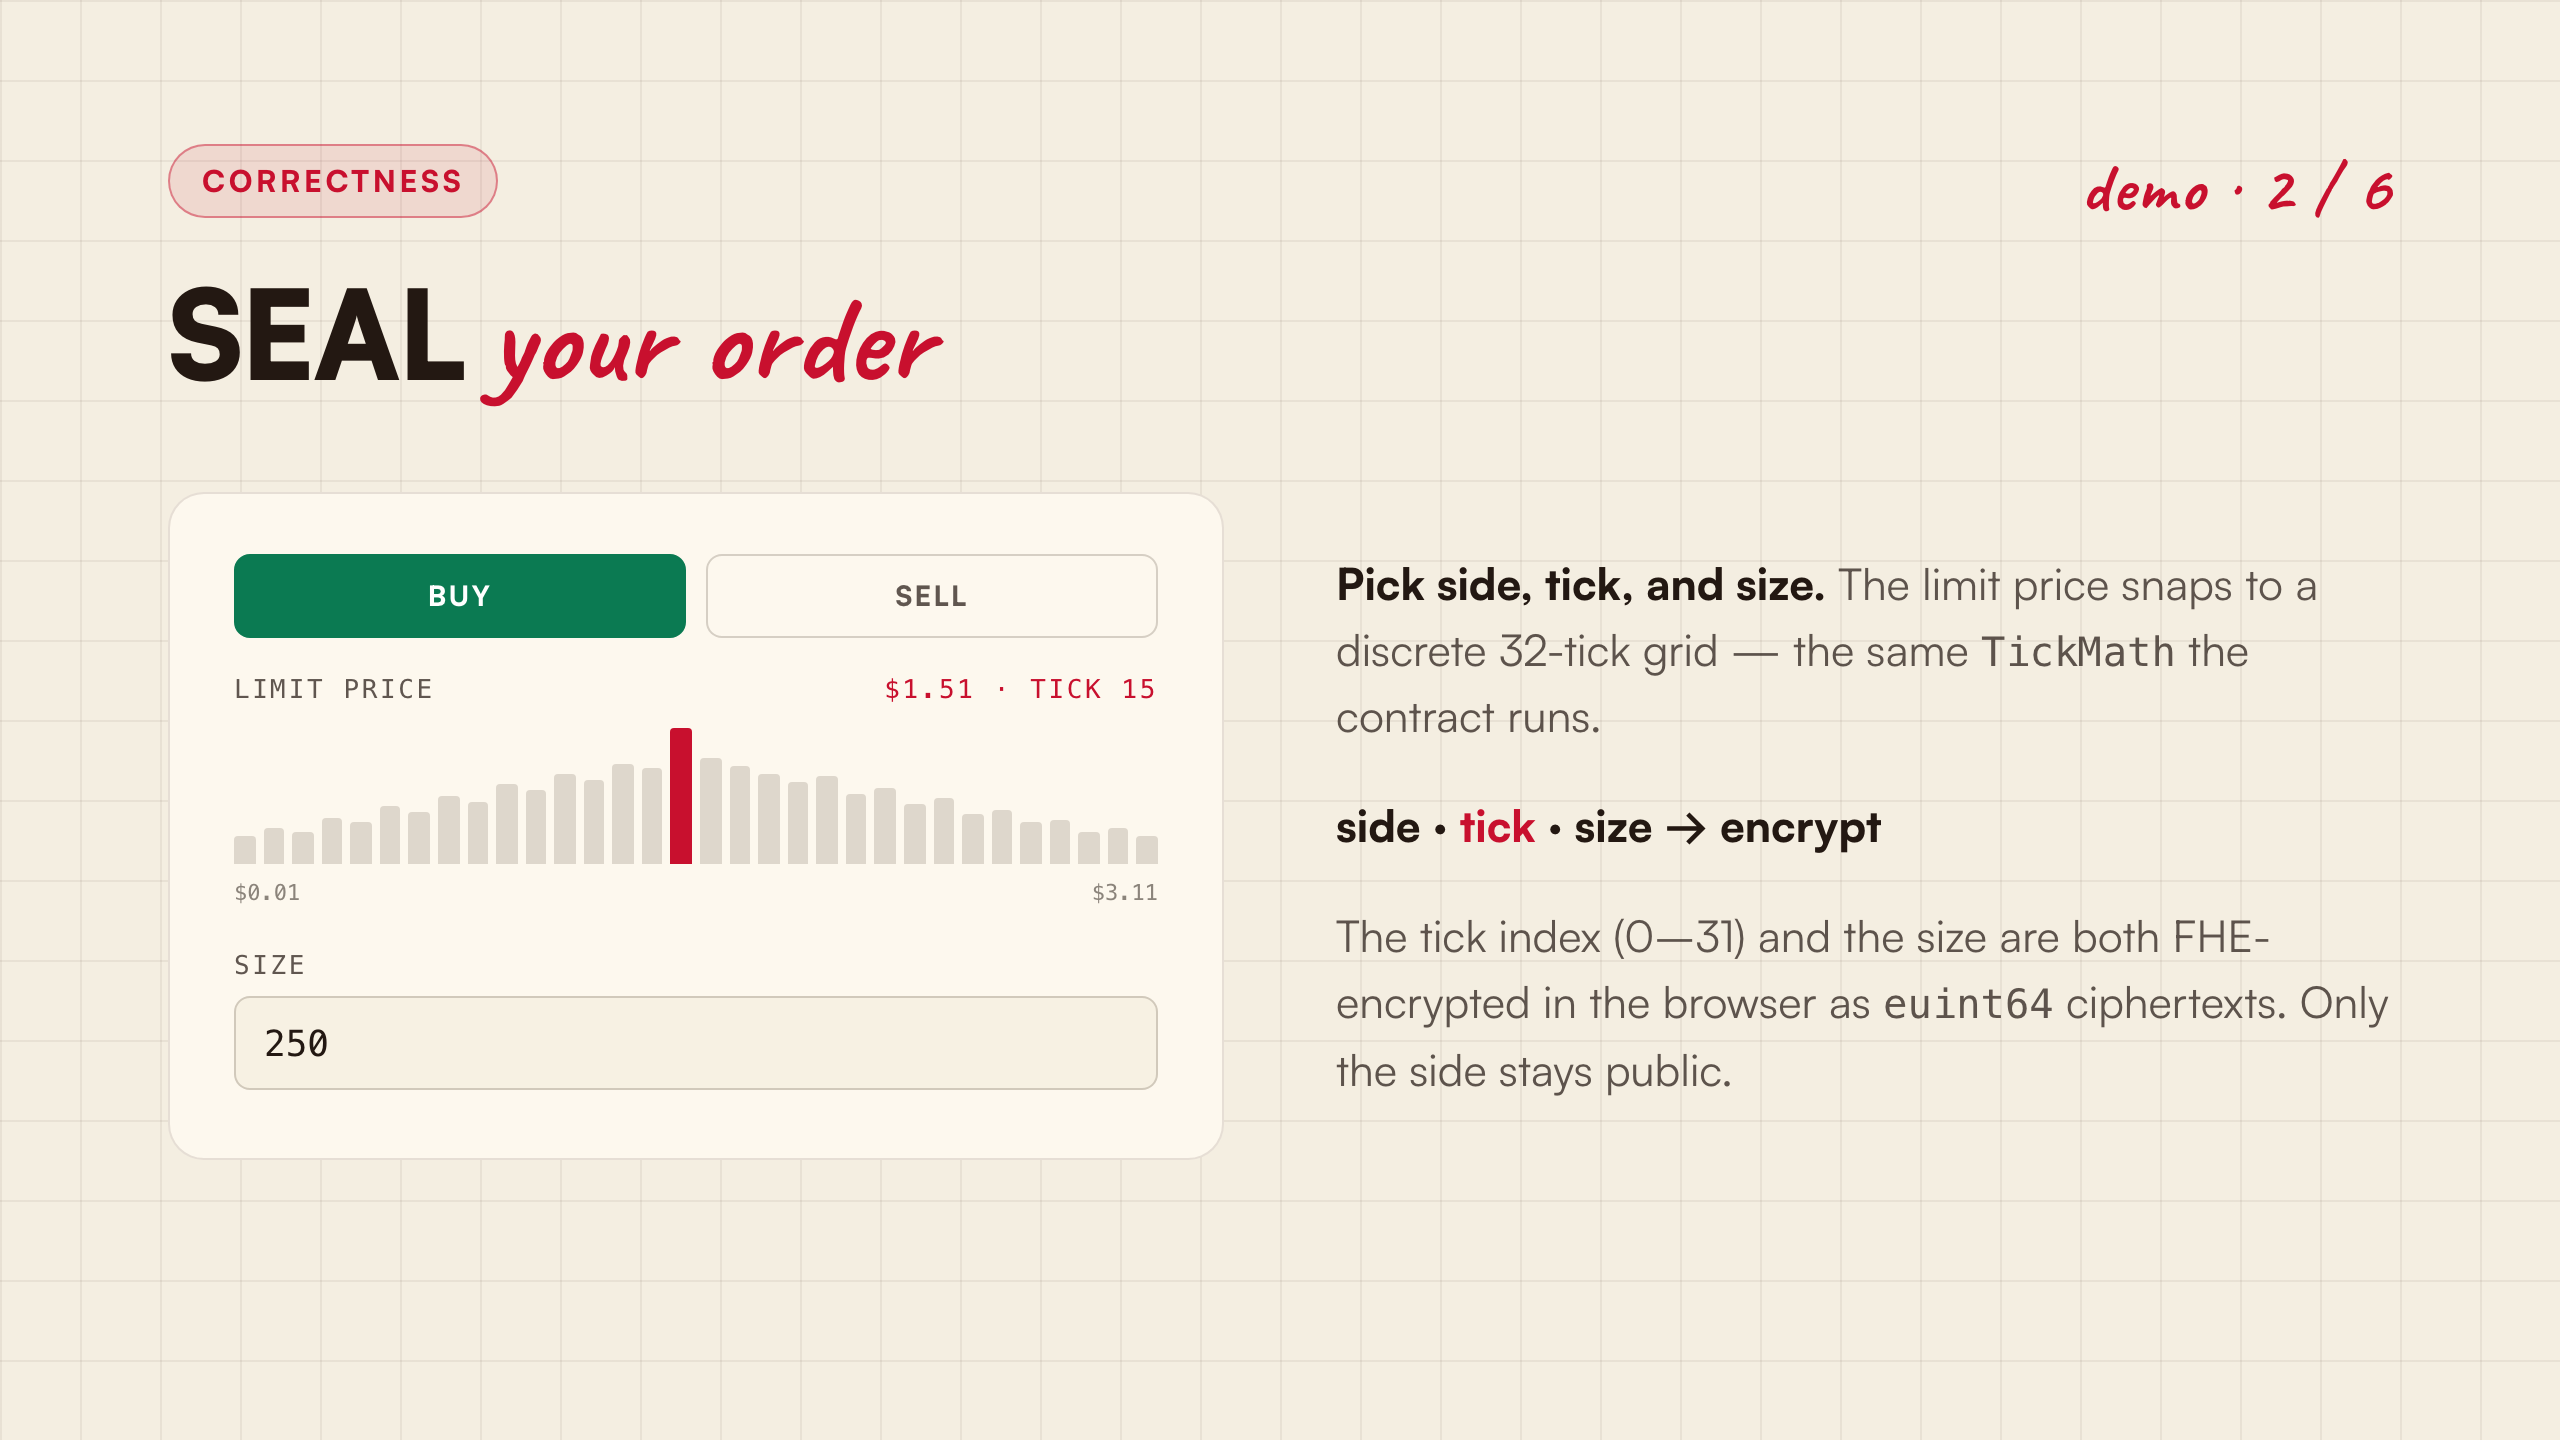 CORRECTNESS
demo · 2 / 6
SEAL your order
BUY
SELL
LIMIT PRICE
$1.51 · TICK 15
$0.01
$3.11
SIZE
250
Pick side, tick, and size. The limit price snaps to a
discrete 32-tick grid — the same TickMath the
contract runs.
side · tick · size → encrypt
The tick index (0–31) and the size are both FHE-
encrypted in the browser as euint64 ciphertexts. Only
the side stays public.